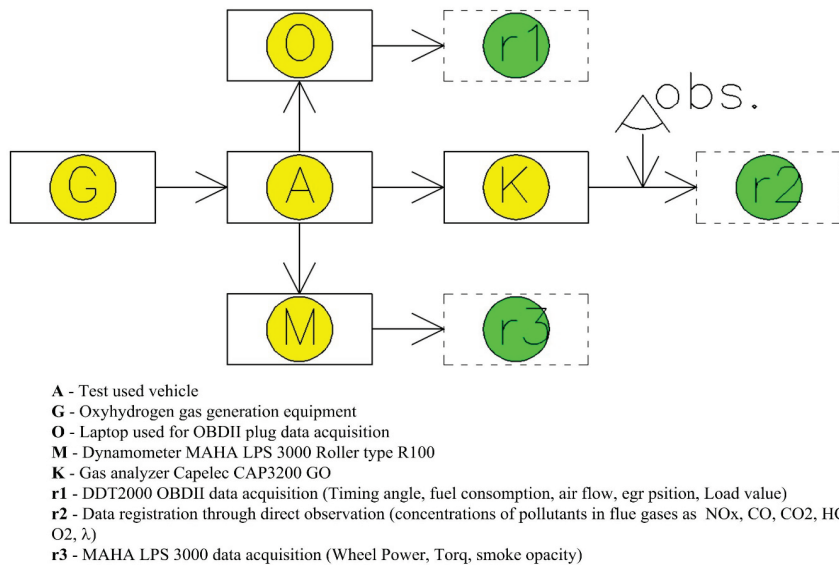 O r1
obs.
G A K r2
M r3
A - Test used vehicle
G - Oxyhydrogen gas generation equipment
O - Laptop used for OBDII plug data acquisition
M - Dynamometer MAHA LPS 3000 Roller type R100
K - Gas analyzer Capelec CAP3200 GO
r1 - DDT2000 OBDII data acquisition (Timing angle, fuel consomption, air flow, egr psition, Load value)
r2 - Data registration through direct observation (concentrations of pollutants in flue gases as NOx, CO, CO2,
O2, λ)
r3 - MAHA LPS 3000 data acquisition (Wheel Power, Torq, smoke opacity)